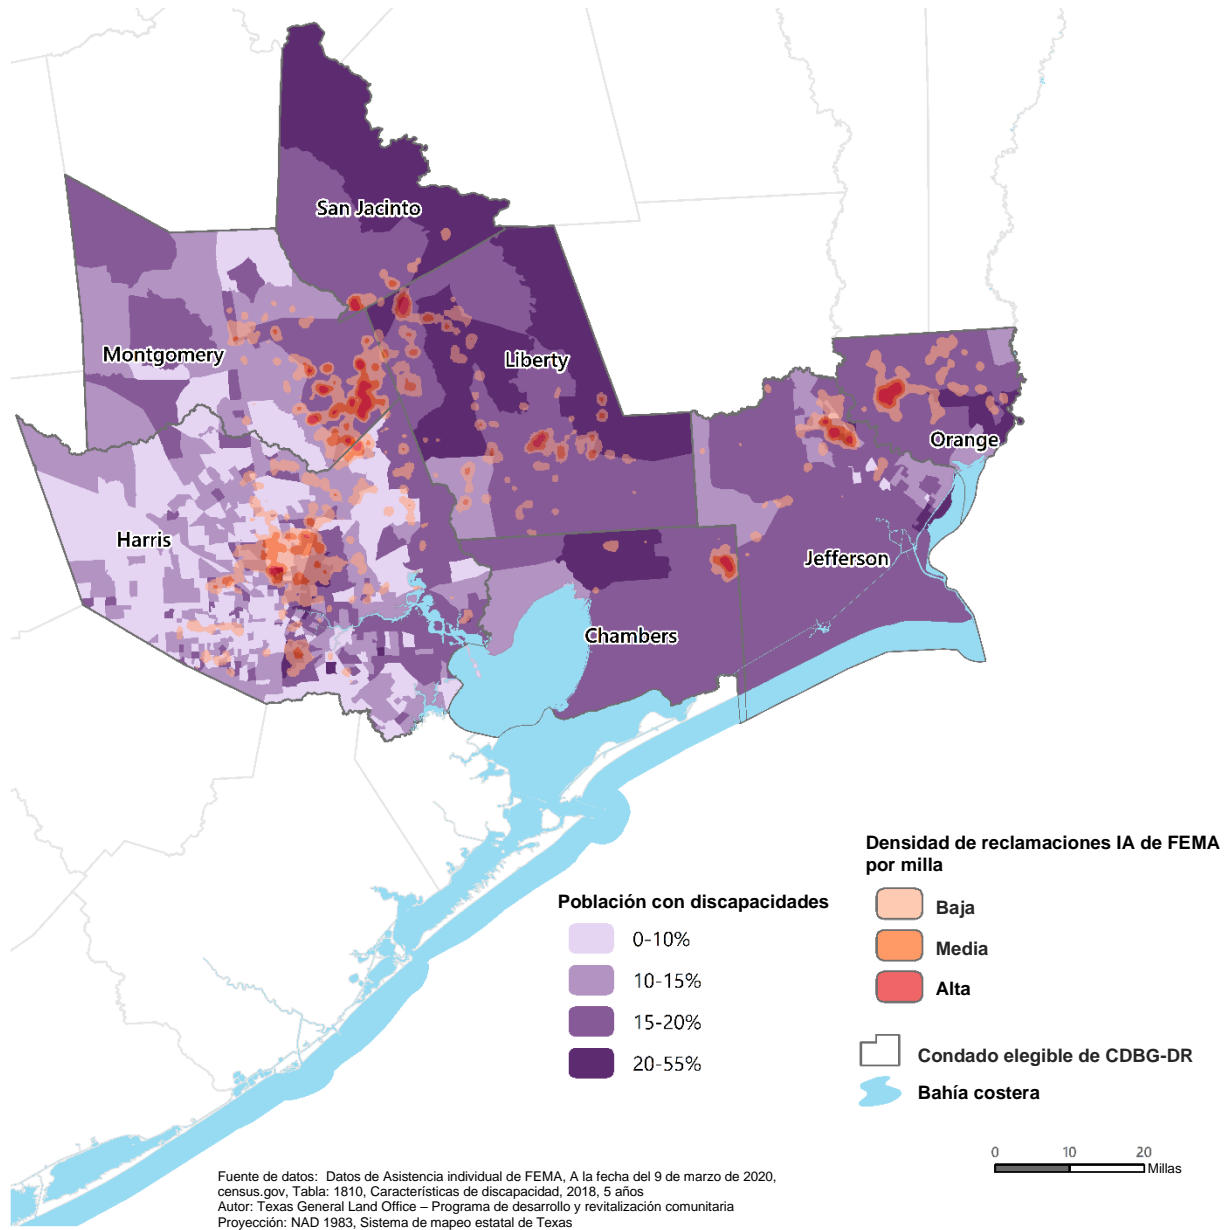 San Jacinto
Montgomery
Liberty
Orange
Harris
Jefferson
Chambers
Densidad de reclamaciones IA de FEMA
por milla
Baja
Media
Alta
Población con discapacidades
0-10%
10-15%
15-20%
20-55%
Condado elegible de CDBG-DR
Bahía costera
0 10 20
Millas
Fuente de datos: Datos de Asistencia individual de FEMA, A la fecha del 9 de marzo de 2020,
census.gov, Tabla: 1810, Características de discapacidad, 2018, 5 años
Autor: Texas General Land Office – Programa de desarrollo y revitalización comunitaria
Proyección: NAD 1983, Sistema de mapeo estatal de Texas